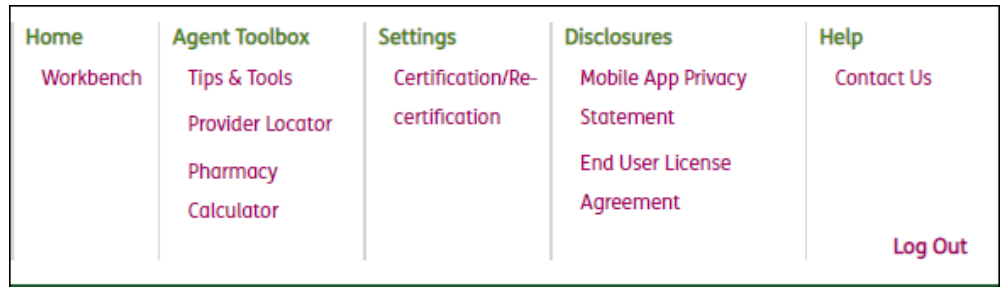 Home
Workbench
Agent Toolbox
Tips & Tools
Provider Locator
Pharmacy
Calculator
Settings
Certification/Re-
certification
Disclosures
Mobile App Privacy
Statement
End User License
Agreement
Help
Contact Us
Log Out